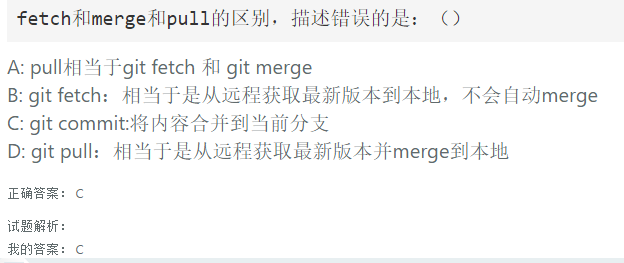 fetch和merge和pull的区别，描述错误的是：（）
A: pull相当于git fetch 和 git merge
B: git fetch：相当于是从远程获取最新版本到本地，不会自动merge
C: git commit:将内容合并到当前分支
D: git pull：相当于是从远程获取最新版本并merge到本地
正确答案： C
试题解析：
我的答案： C